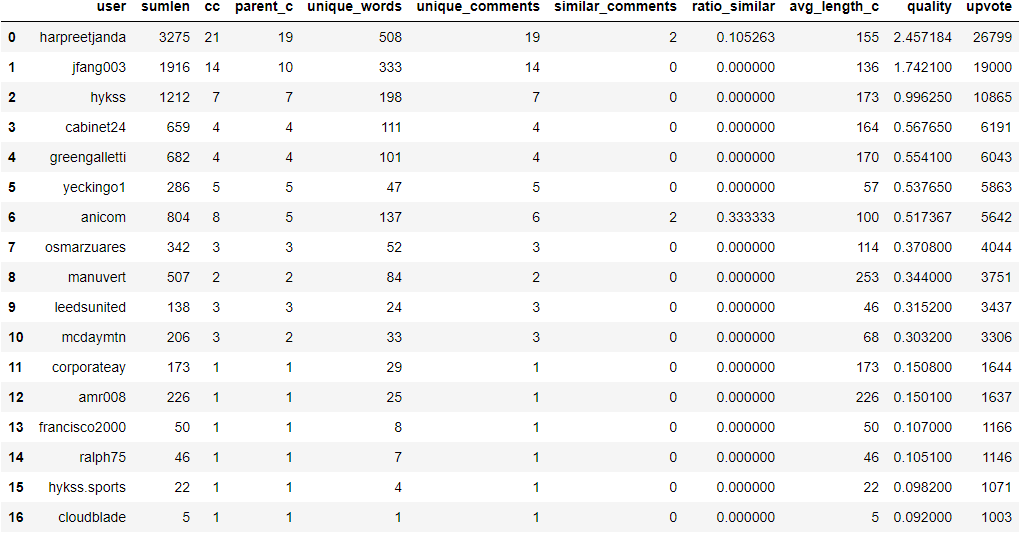 user sumlen cc parent_c unique_words unique_comments similar_comments ratio_similar avg_length_c quality upvote
0 harpreetjanda 3275 21 19 508 19 2 0.105263 155 2.457184 26799
1 jfang003 1916 14 10 333 14 0 0.000000 136 1.742100 19000
2 hykss 1212 7 7 198 7 0 0.000000 173 0.996250 10865
3 cabinet24 659 4 4 111 4 0 0.000000 164 0.567650 6191
4 greengalletti 682 4 4 101 4 0 0.000000 170 0.554100 6043
5 yeckingo1 286 5 5 47 5 0 0.000000 57 0.537650 5863
6 anicom 804 8 5 137 6 2 0.333333 100 0.517367 5642
7 osmarzuares 342 3 3 52 3 0 0.000000 114 0.370800 4044
8 manuvert 507 2 2 84 2 0 0.000000 253 0.344000 3751
9 leedsunited 138 3 3 24 3 0 0.000000 46 0.315200 3437
10 mcdaymtn 206 3 2 33 3 0 0.000000 68 0.303200 3306
11 corporateay 173 1 1 29 1 0 0.000000 173 0.150800 1644
12 amr008 226 1 1 25 1 0 0.000000 226 0.150100 1637
13 francisco2000 50 1 1 8 1 0 0.000000 50 0.107000 1166
14 ralph75 46 1 1 7 1 0 0.000000 46 0.105100 1146
15 hykss.sports 22 1 1 4 1 0 0.000000 22 0.098200 1071
16 cloudblade 5 1 1 1 1 0 0.000000 5 0.092000 1003